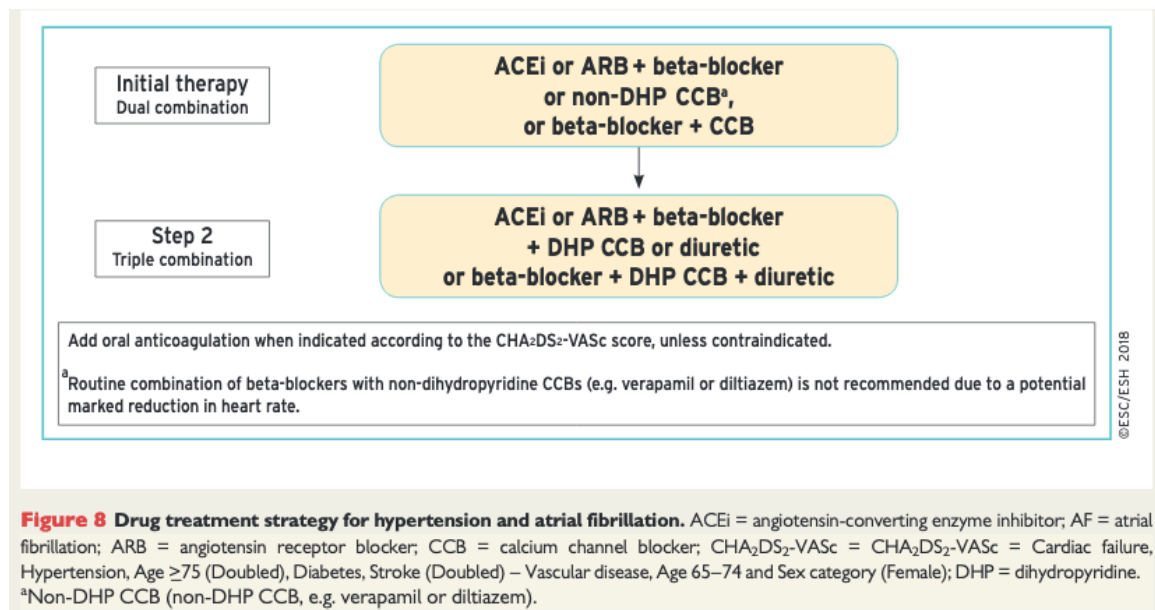 Initial therapy
Dual combination
ACEi or ARB + beta-blocker
or non-DHP CCBᵃ,
or beta-blocker + CCB
Step 2
Triple combination
ACEi or ARB + beta-blocker
+ DHP CCB or diuretic
or beta-blocker + DHP CCB + diuretic
Add oral anticoagulation when indicated according to the CHA₂DS₂-VASc score, unless contraindicated.
ᵃRoutine combination of beta-blockers with non-dihydropyridine CCBs (e.g. verapamil or diltiazem) is not recommended due to a potential
marked reduction in heart rate.
©ESC/ESH 2018
Figure 8 Drug treatment strategy for hypertension and atrial fibrillation. ACEi = angiotensin-converting enzyme inhibitor; AF = atrial
fibrillation; ARB = angiotensin receptor blocker; CCB = calcium channel blocker; CHA₂DS₂-VASc = CHA₂DS₂-VASc = Cardiac failure,
Hypertension, Age ≥75 (Doubled), Diabetes, Stroke (Doubled) – Vascular disease, Age 65–74 and Sex category (Female); DHP = dihydropyridine.
ᵃNon-DHP CCB (non-DHP CCB, e.g. verapamil or diltiazem).